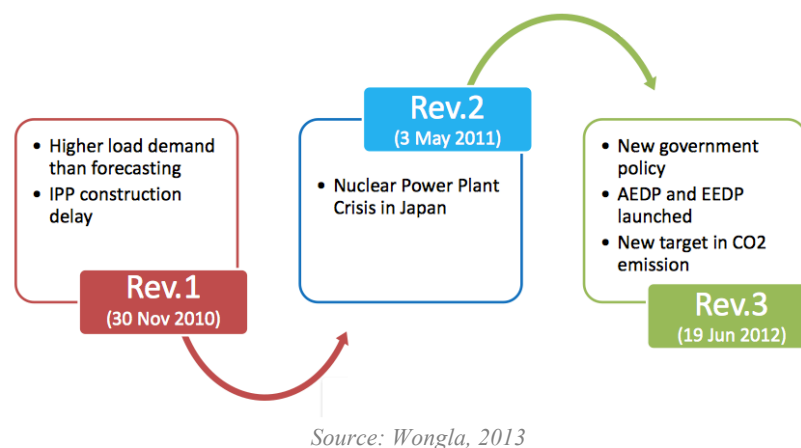 • Higher load demand
than forecasting
• IPP construction
delay
Rev.1
(30 Nov 2010)
Rev.2
(3 May 2011)
• Nuclear Power Plant
Crisis in Japan
• New government
policy
• AEDP and EEDP
launched
• New target in CO2
emission
Rev.3
(19 Jun 2012)
Source: Wongla, 2013